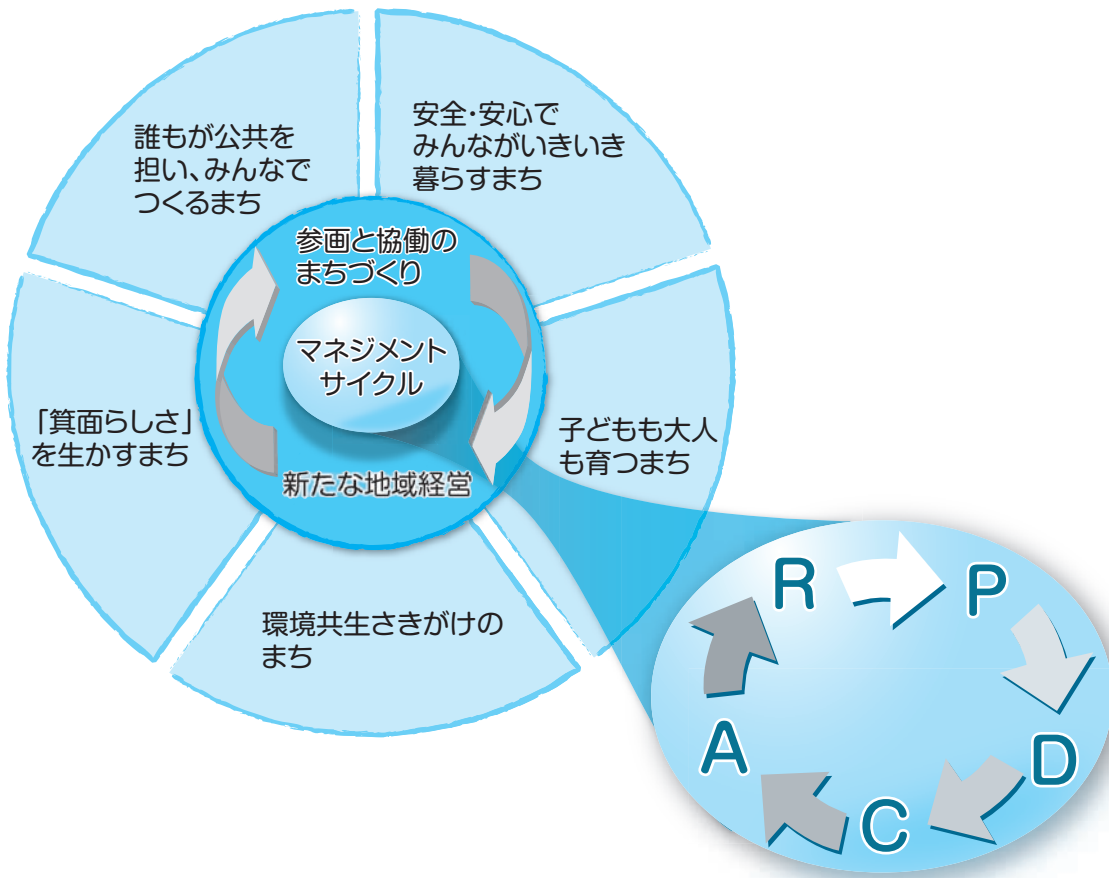 誰もが公共を
担い、みんなで
つくるまち
安全・安心で
みんながいきいき
暮らすまち
参画と協働の
まちづくり
マネジメント
サイクル
新たな地域経営
「箕面らしさ」
を生かすまち
子どもも大人
も育つまち
環境共生さきがけの
まち
R
P
D
C
A